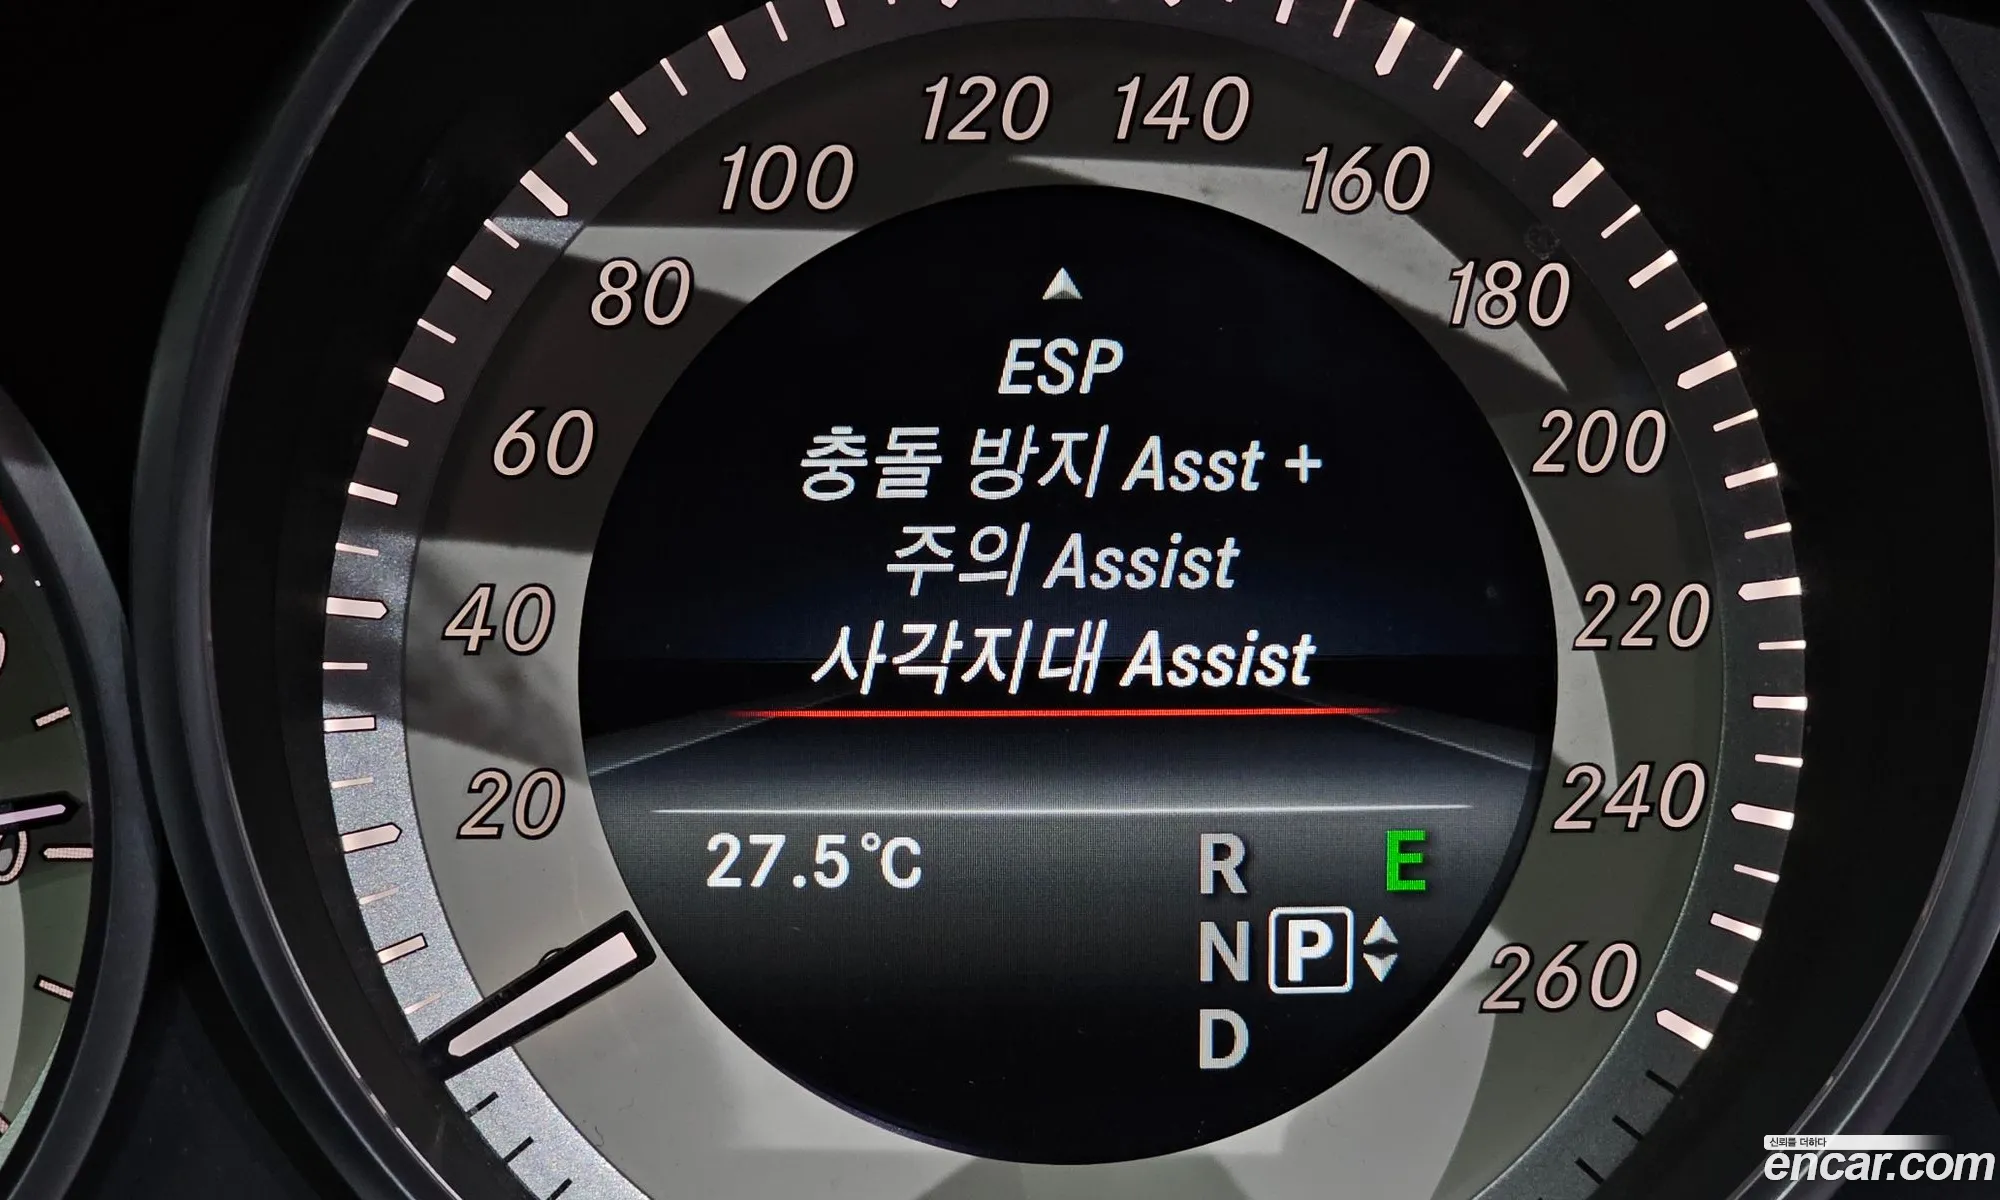 120 140
100 160
80 180
60 200
40 220
20 240
260
ESP
충돌 방지 Asst +
주의 Assist
사각지대 Assist
27.5°C
R E
N P
D
신뢰를 더하다
encar.com